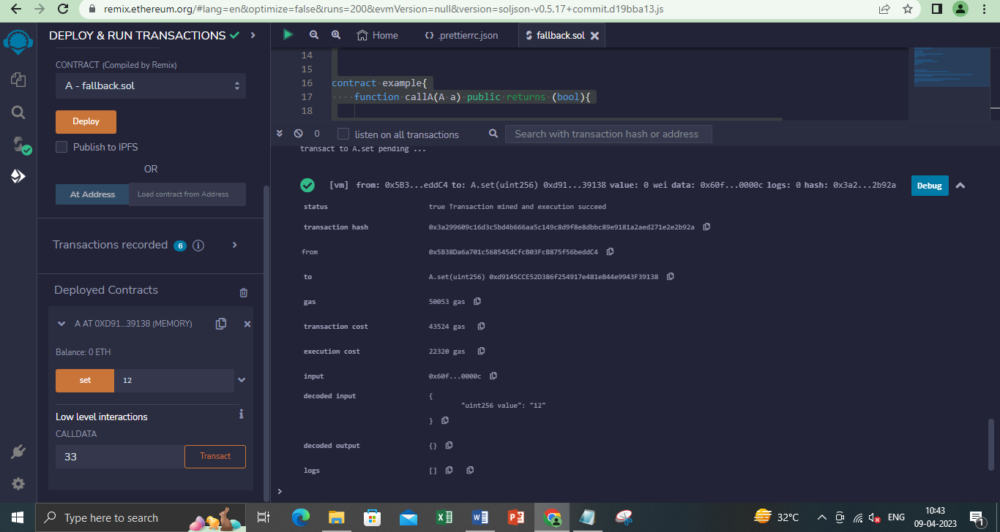 remix.ethereum.org/#lang=en&optimize=false&runs=200&evmVersion=null&version=soljson-v0.5.17+commit.d19bba13.js
DEPLOY & RUN TRANSACTIONS
CONTRACT (Compiled by Remix)
A - fallback.sol
Deploy
Publish to IPFS
OR
At Address
Load contract from Address
Transactions recorded 6 i
Deployed Contracts
A AT 0XD91...39138 (MEMORY)
Balance: 0 ETH
set
12
Low level interactions
CALLDATA
33
Transact
Home
.prettierrc.json
fallback.sol
14
15
16 contract example{
17 function callA(A a) public returns (bool){
18
0
listen on all transactions
Search with transaction hash or address
transact to A.set pending ...
[vm] from: 0x5B3...eddC4 to: A.set(uint256) 0xd91...39138 value: 0 wei data: 0x60f...0000c logs: 0 hash: 0x3a2...2b92a
Debug
status true Transaction mined and execution succeed
transaction hash 0x3a299609c16d3c5bd4b666aa5c149c8d9f8e8dbbc89e9181a2aed271e2e2b92a
from 0x5B38Da6a701c568545dCfcB03FcB875f56beddC4
to A.set(uint256) 0xd9145CCE52D386f254917e481eB44e9943F39138
gas 50053 gas
transaction cost 43524 gas
execution cost 22320 gas
input 0x60f...0000c
decoded input {
"uint256 value": "12"
}
decoded output {}
logs []
>
Type here to search
32°C
ENG
10:43
09-04-2023
1